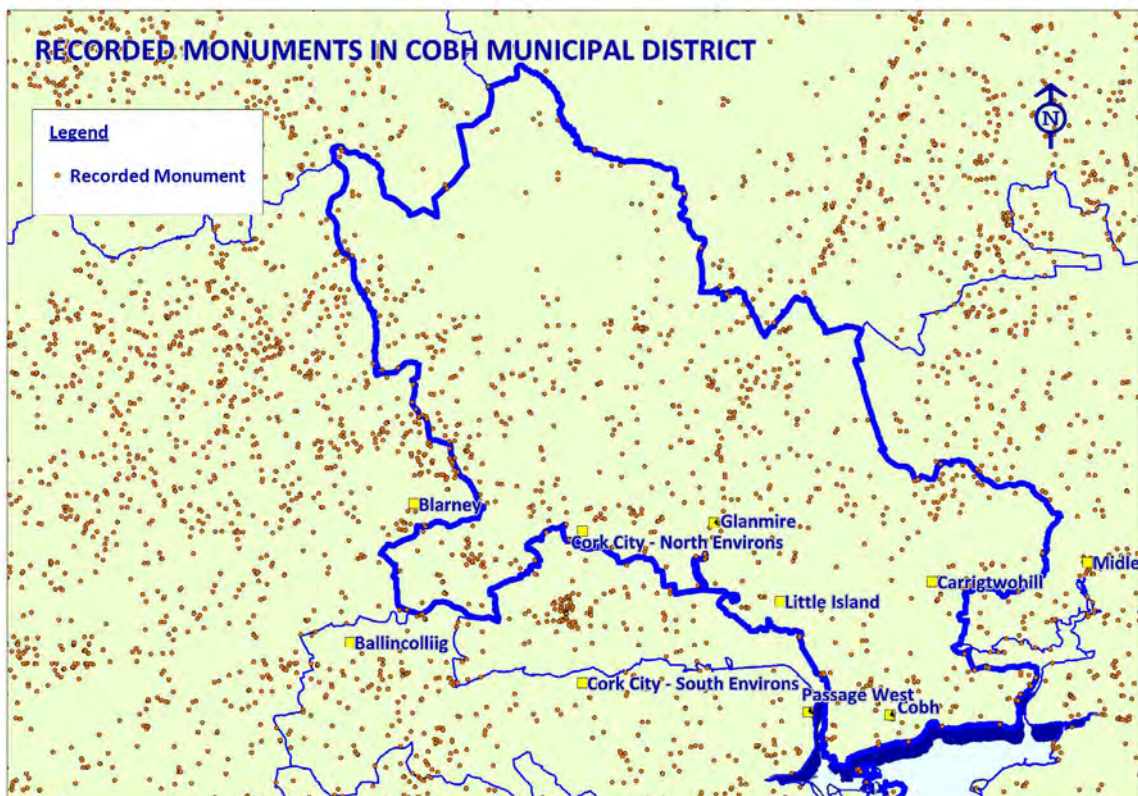 RECORDED MONUMENTS IN COBH MUNICIPAL DISTRICT
Legend
Recorded Monument
N
Blarney
Glanmire
Cork City - North Environs
Midle
Carrigtwohill
Little Island
Ballincolliig
Cork City - South Environs
Passage West
Cobh